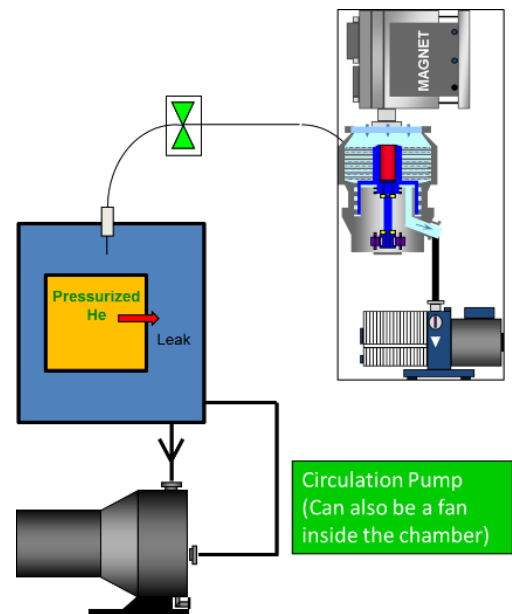 MAGNET
Pressurized
He
Leak
Circulation Pump
(Can also be a fan
inside the chamber)